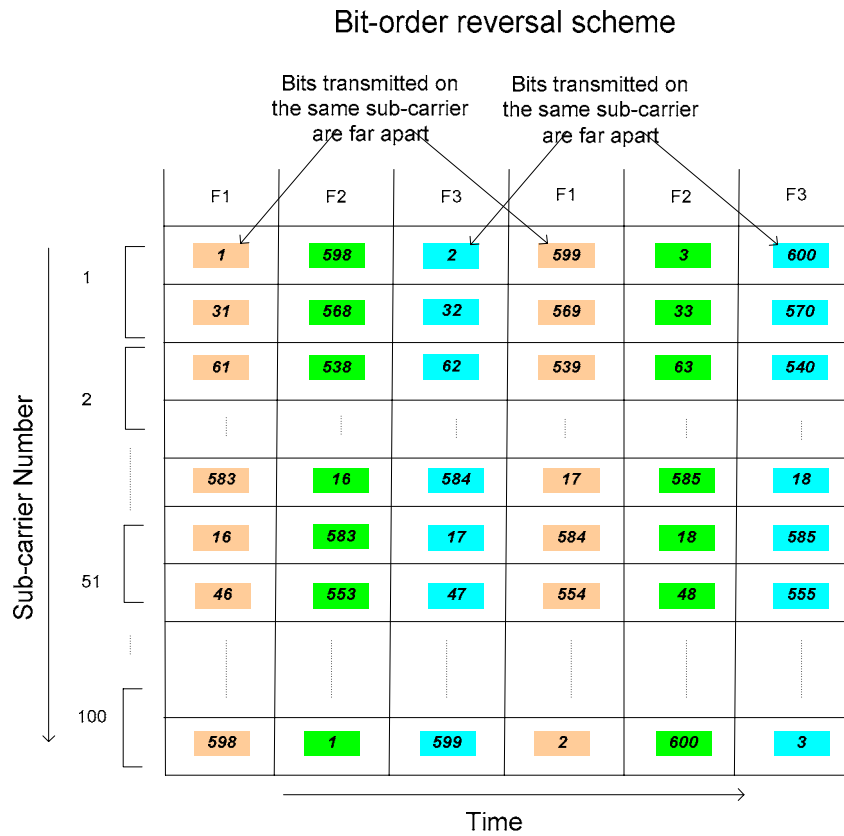 Bit-order reversal scheme
Bits transmitted on
the same sub-carrier
are far apart
Bits transmitted on
the same sub-carrier
are far apart
F1 F2 F3 F1 F2 F3
1
1 598 2 599 3 600
31 568 32 569 33 570
2
61 538 62 539 63 540
583 16 584 17 585 18
16 583 17 584 18 585
51
46 553 47 554 48 555
100
598 1 599 2 600 3
Sub-carrier Number
Time